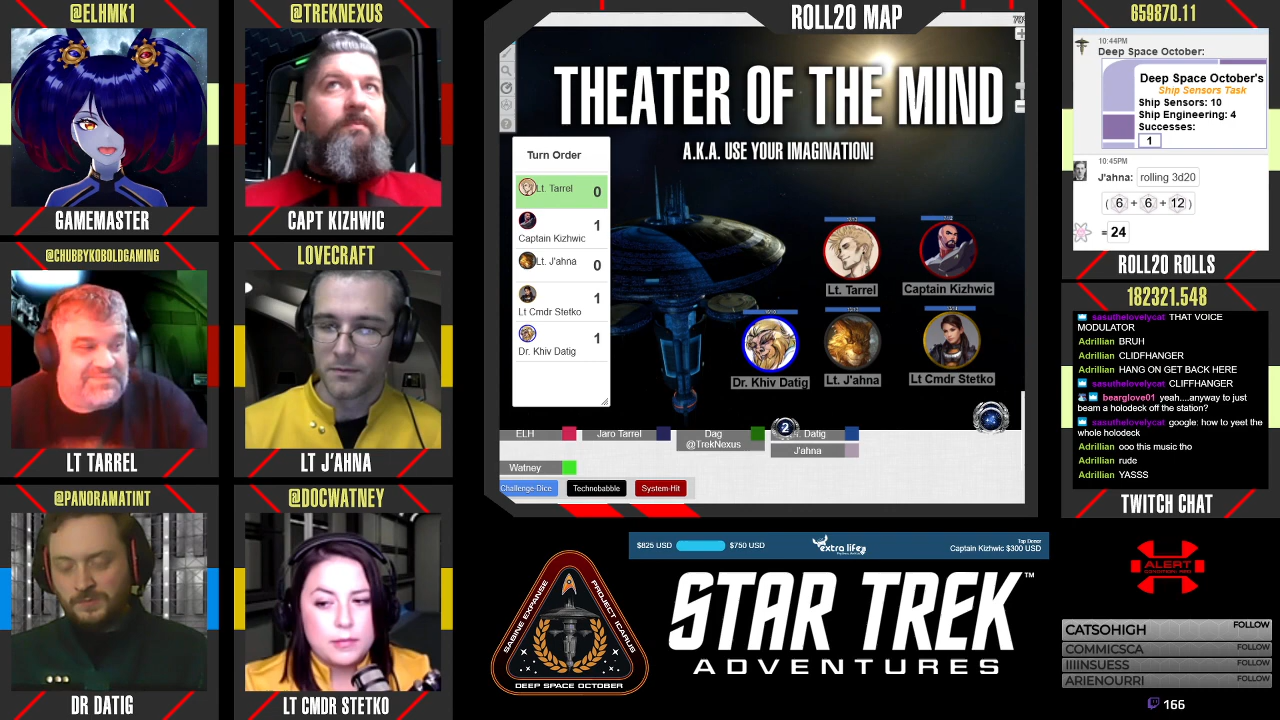 @ELHMK1
GAMEMASTER
@TREKNEXUS
CAPT KIZHWIC
@CHUBBYKOBOLDGAMING
LT TARREL
LOVECRAFT
LT J'AHNA
@PANORAMATINT
DR DATIG
@DOCWATNEY
LT CMDR STETKO
ROLL20 MAP
THEATER OF THE MIND
A.K.A. USE YOUR IMAGINATION!
Turn Order
Lt. Tarrel 0
Captain Kizhwic 1
Lt. J'ahna 0
Lt Cmdr Stetko 1
Dr. Khiv Datig 1
Lt. Tarrel
Captain Kizhwic
Dr. Khiv Datig
Lt. J'ahna
Lt Cmdr Stetko
2
ELH
Jaro Tarrel
Dag
@TrekNexus
Datig
J'ahna
Watney
Challenge-Dice
Technobabble
System-Hit
$825 USD
$750 USD
extra life
Top Donor
Captain Kizhwic $300 USD
SABINE EXPANSE
PROJECT ICARUS
DEEP SPACE OCTOBER
STAR TREK™
ADVENTURES
659870.11
10:44PM
Deep Space October:
Deep Space October's
Ship Sensors Task
Ship Sensors: 10
Ship Engineering: 4
Successes:
1
10:45PM
J'ahna: rolling 3d20
(6+6+12)
=24
ROLL20 ROLLS
182321.548
sasuthelovelycat THAT VOICE
MODULATOR
Adrillian BRUH
Adrillian CLIDFHANGER
Adrillian HANG ON GET BACK HERE
sasuthelovelycat CLIFFHANGER
bearglove01 yeah....anyway to just
beam a holodeck off the station?
sasuthelovelycat google: how to yeet the
whole holodeck
Adrillian ooo this music tho
Adrillian rude
Adrillian YASSS
TWITCH CHAT
ALERT
CATSOHIGH FOLLOW
COMMICSCA FOLLOW
IIIINSUESS FOLLOW
ARIENOURRI FOLLOW
166